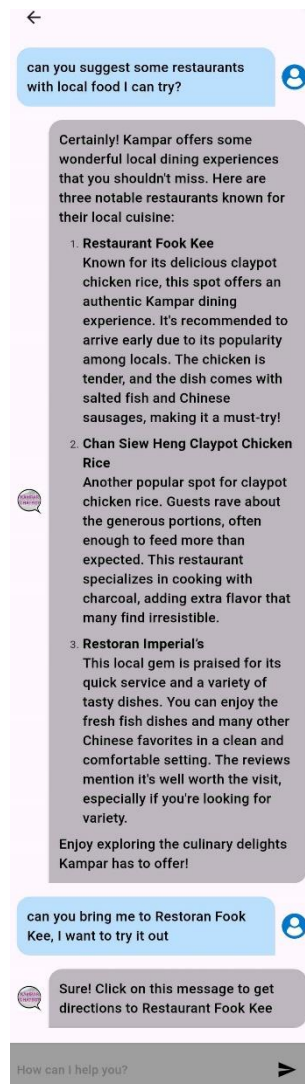 can you suggest some restaurants
with local food I can try?
Certainly! Kampar offers some
wonderful local dining experiences
that you shouldn't miss. Here are
three notable restaurants known for
their local cuisine:
1. Restaurant Fook Kee
Known for its delicious claypot
chicken rice, this spot offers an
authentic Kampar dining
experience. It's recommended to
arrive early due to its popularity
among locals. The chicken is
tender, and the dish comes with
salted fish and Chinese
sausages, making it a must-try!
2. Chan Siew Heng Claypot Chicken
Rice
Another popular spot for claypot
chicken rice. Guests rave about
the generous portions, often
enough to feed more than
expected. This restaurant
specializes in cooking with
charcoal, adding extra flavor that
many find irresistible.
3. Restoran Imperial's
This local gem is praised for its
quick service and a variety of
tasty dishes. You can enjoy the
fresh fish dishes and many other
Chinese favorites in a clean and
comfortable setting. The reviews
mention it's well worth the visit,
especially if you're looking for
variety.
Enjoy exploring the culinary delights
Kampar has to offer!
can you bring me to Restoran Fook
Kee, I want to try it out
Sure! Click on this message to get
directions to Restaurant Fook Kee
How can i help you?